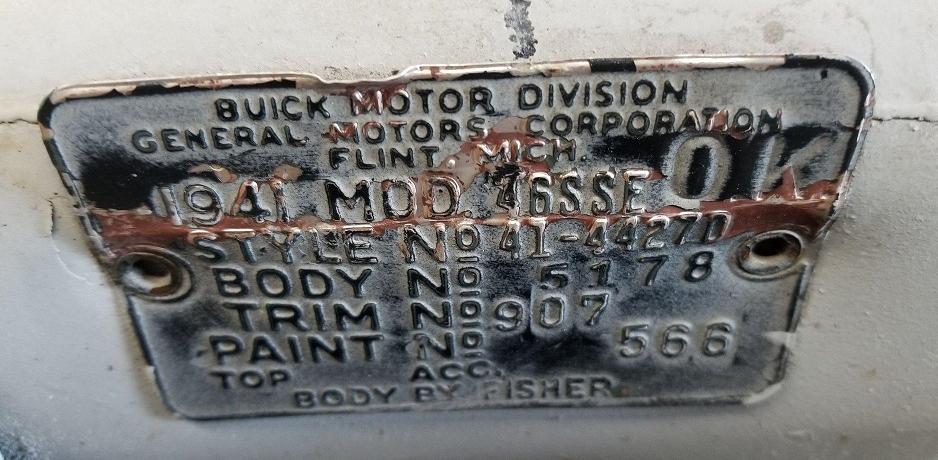 BUICK MOTOR DIVISION
GENERAL MOTORS CORPORATION
FLINT, MICH.
OK
1941 MOD. 46SSE
STYLE No 41-4427D
BODY No 5178
TRIM No 907
PAINT No 566
TOP ACC.
BODY BY FISHER